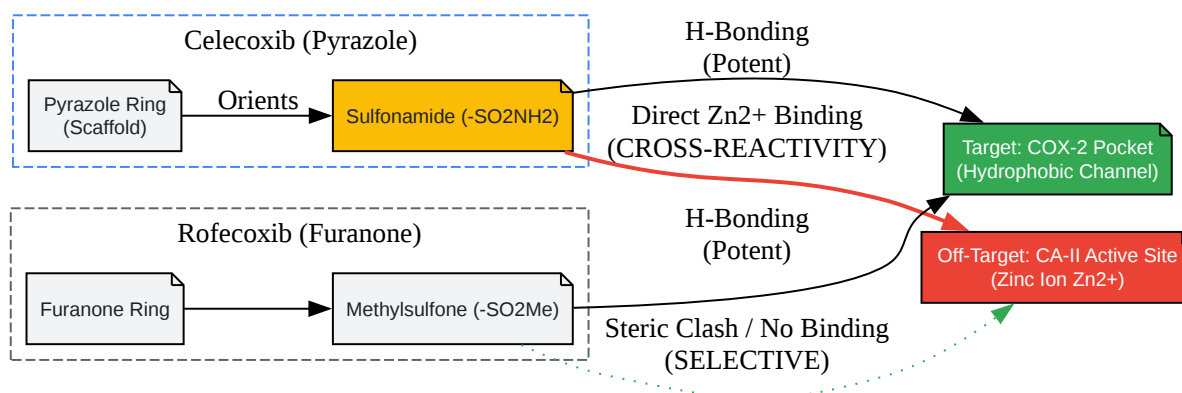 Celecoxib (Pyrazole)
Pyrazole Ring
(Scaffold)
Orients
Sulfonamide (-SO2NH2)
H-Bonding
(Potent)
Direct Zn2+ Binding
(CROSS-REACTIVITY)
Target: COX-2 Pocket
(Hydrophobic Channel)
Rofecoxib (Furanone)
Furanone Ring
Methylsulfone (-SO2Me)
H-Bonding
(Potent)
Off-Target: CA-II Active Site
(Zinc Ion Zn2+)
Steric Clash / No Binding
(SELECTIVE)